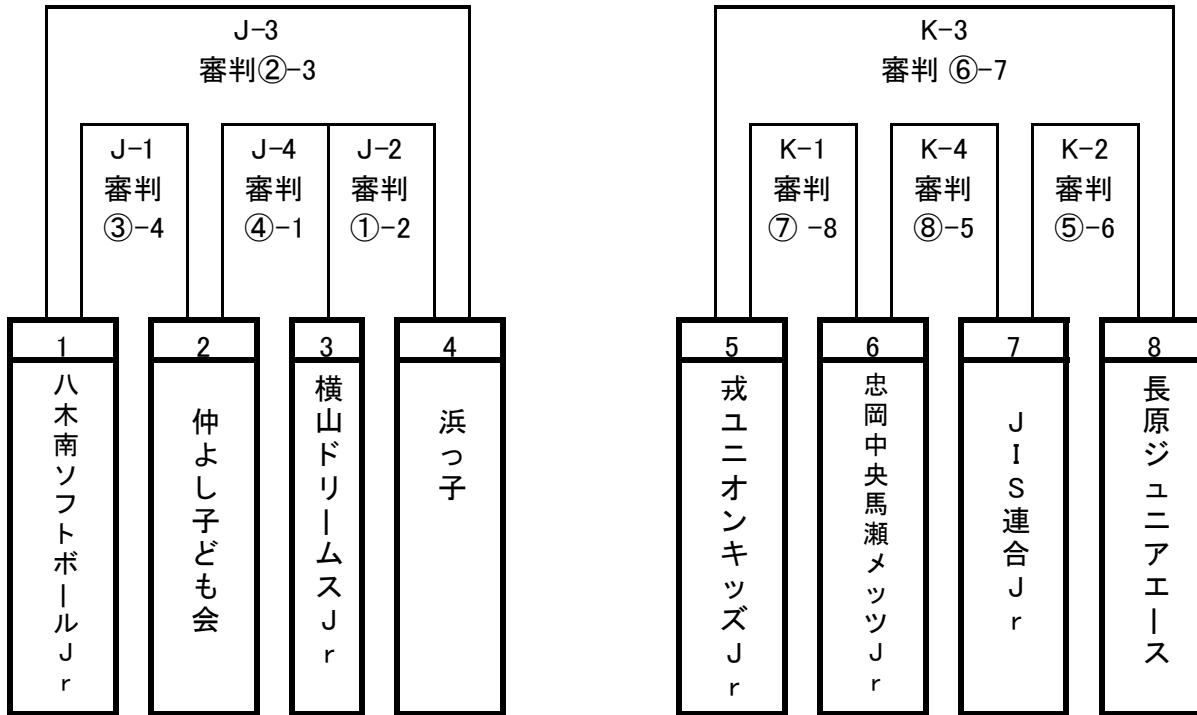 J-3
審判②-3
J-1
審判
③-4
J-4
審判
④-1
J-2
審判
①-2
1
八木南ソフトボールJr
2
仲よし子ども会
3
横山ドリームスJr
4
浜っ子
K-3
審判 ⑥-7
K-1
審判
⑦ -8
K-4
審判
⑧-5
K-2
審判
⑤-6
5
戎ユニオンキッズJr
6
忠岡中央馬瀬メッツJr
7
JIS連合Jr
8
長原ジュニアエース